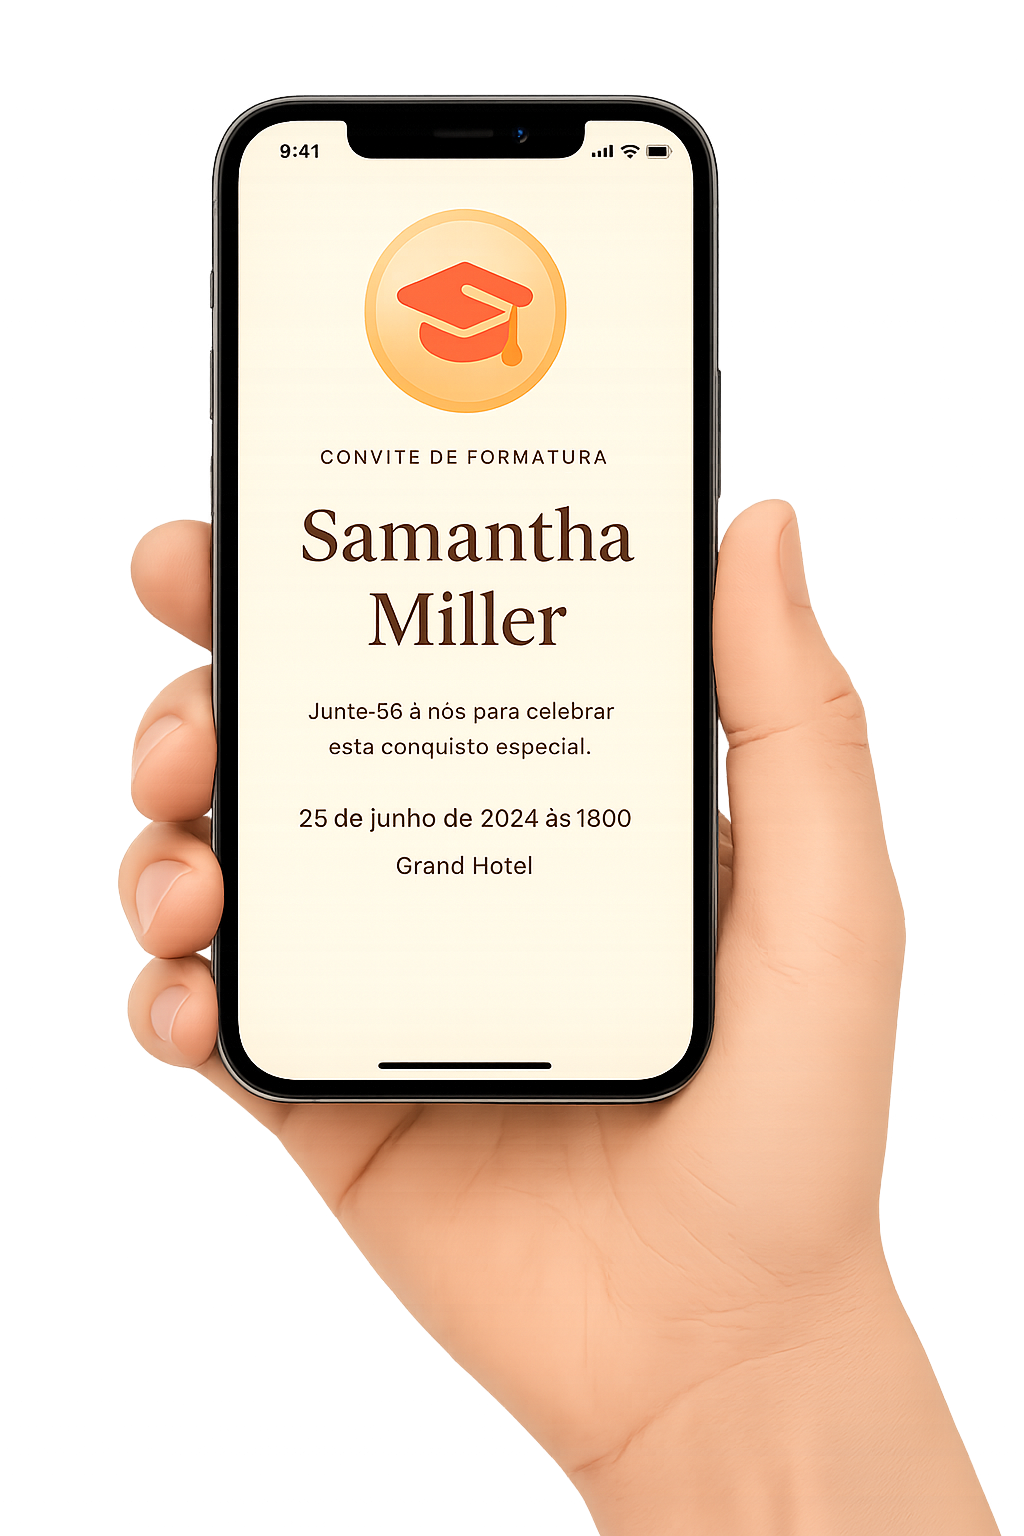 9:41
CONVITE DE FORMATURA
Samantha
Miller
Junte-56 à nós para celebrar
esta conquisto especial.
25 de junho de 2024 às 1800
Grand Hotel